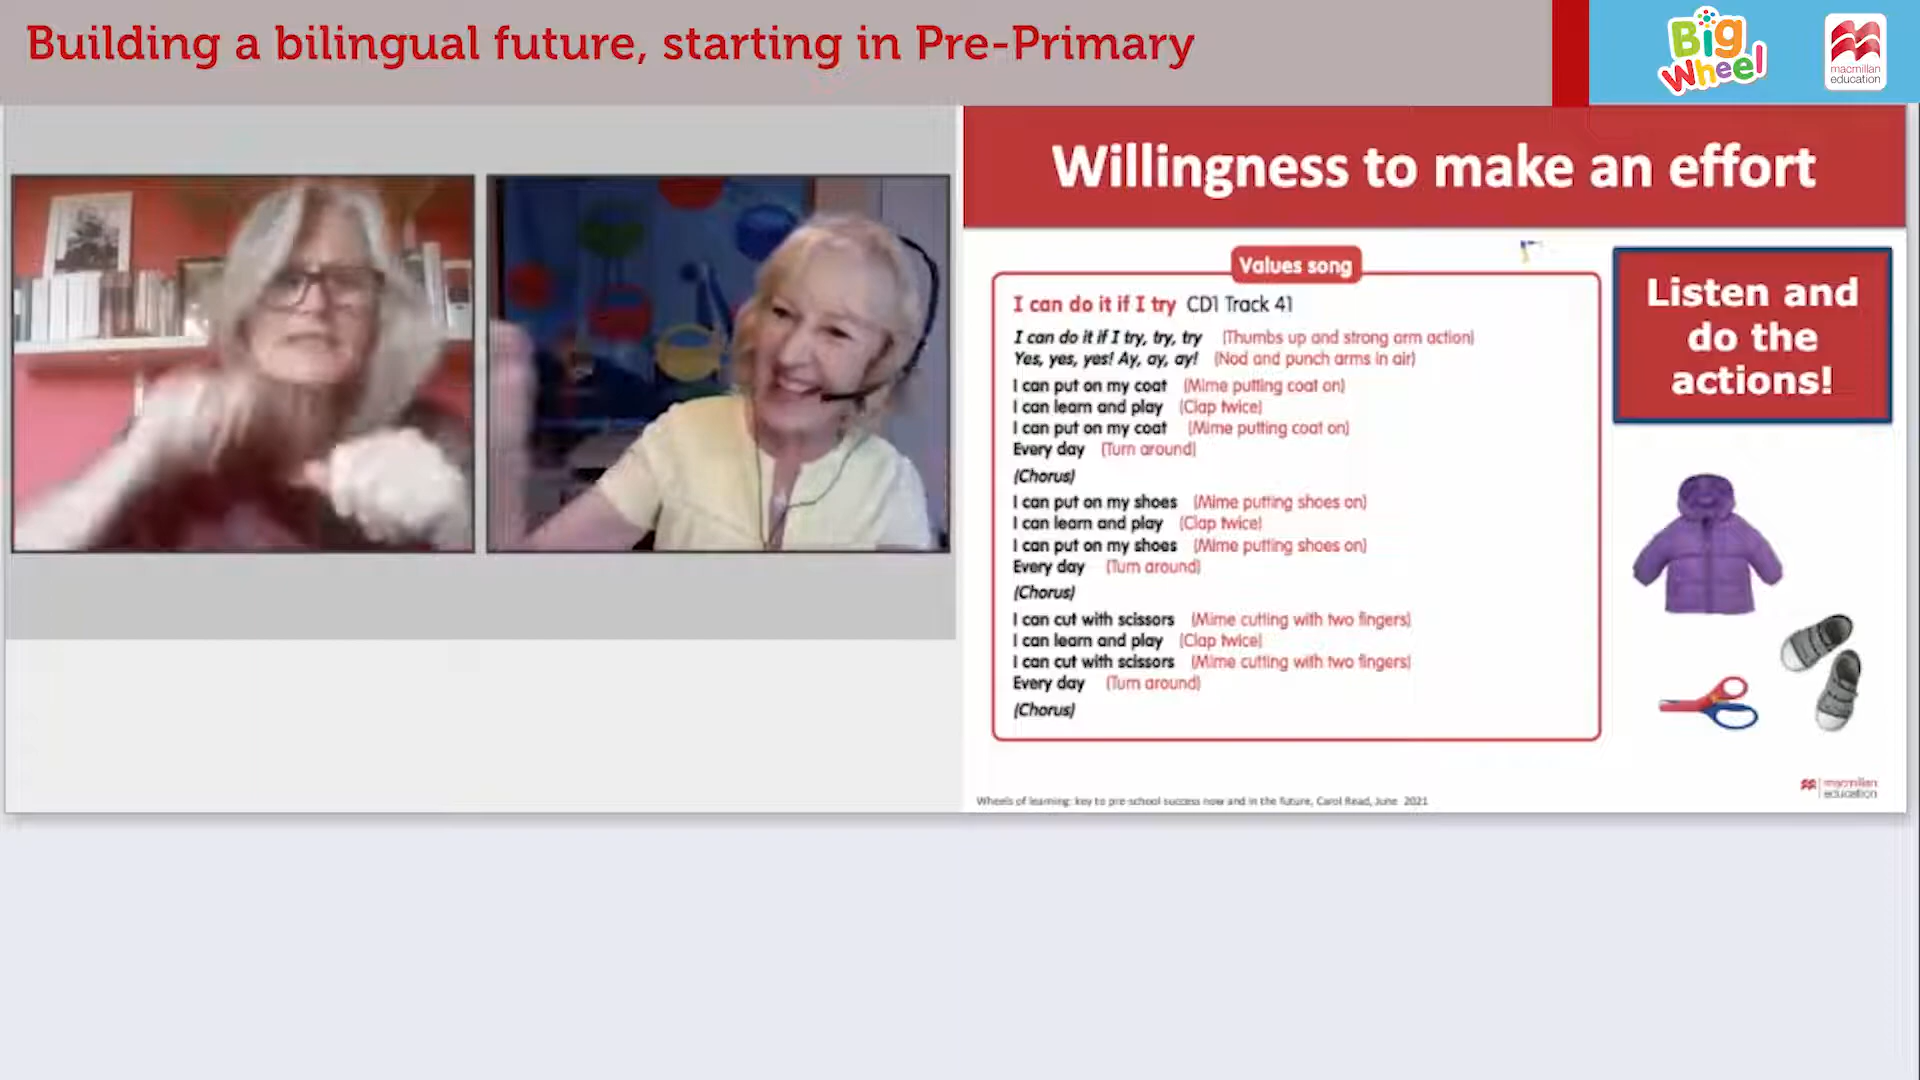 Building a bilingual future, starting in Pre-Primary
Big
Wheel
macmillan
education
Willingness to make an effort
Values song
I can do it if I try CD1 Track 41
I can do it if I try, try, try (Thumbs up and strong arm action)
Yes, yes, yes! Ay, ay, ay! (Nod and punch arms in air)
I can put on my coat (Mime putting coat on)
I can learn and play (Clap twice)
I can put on my coat (Mime putting coat on)
Every day (Turn around)
(Chorus)
I can put on my shoes (Mime putting shoes on)
I can learn and play (Clap twice)
I can put on my shoes (Mime putting shoes on)
Every day (Turn around)
(Chorus)
I can cut with scissors (Mime cutting with two fingers)
I can learn and play (Clap twice)
I can cut with scissors (Mime cutting with two fingers)
Every day (Turn around)
(Chorus)
Listen and
do the
actions!
Wheels of learning: key to pre-school success now and in the future, Carol Read, June 2021
macmillan
education